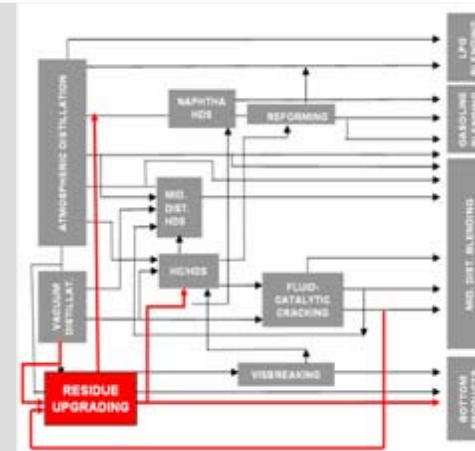 LPG
BLENDING
GASOLINE
ATMOSPHERIC DISTILLATION
NAPHTHA
HDS
REFORMING
MID.
DIST.
HDS
MID. DIST. BLENDING
HC/HDS
VACUUM
DISTILLAT.
FLUID-
CATALYTIC
CRACKING
VISBREAKING
RESIDUE
UPGRADING
BOTTOM